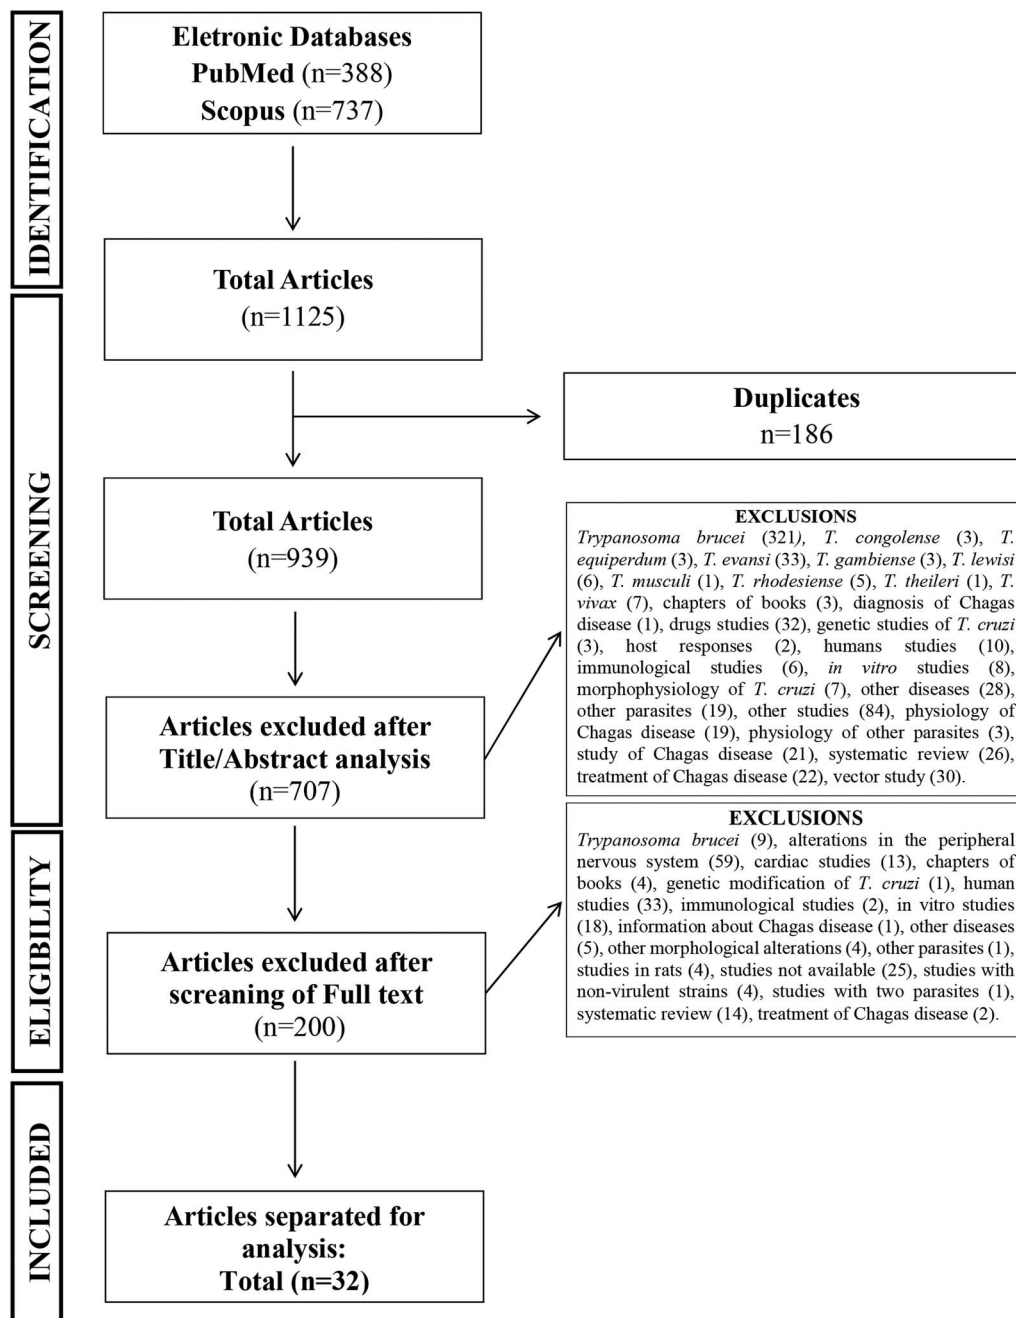 IDENTIFICATION
Eletronic Databases
PubMed (n=388)
Scopus (n=737)
Total Articles
(n=1125)
SCREENING
Duplicates
n=186
Total Articles
(n=939)
EXCLUSIONS
Trypanosoma brucei (321), T. congolense (3), T.
equiperdum (3), T. evansi (33), T. gambiense (3), T. lewisi
(6), T. musculi (1), T. rhodesiense (5), T. theileri (1), T.
vivax (7), chapters of books (3), diagnosis of Chagas
disease (1), drugs studies (32), genetic studies of T. cruzi
(3), host responses (2), humans studies (10),
immunological studies (6), in vitro studies (8),
morphophysiology of T. cruzi (7), other diseases (28),
other parasites (19), other studies (84), physiology of
Chagas disease (19), physiology of other parasites (3),
study of Chagas disease (21), systematic review (26),
treatment of Chagas disease (22), vector study (30).
Articles excluded after
Title/Abstract analysis
(n=707)
ELIGIBILITY
EXCLUSIONS
Trypanosoma brucei (9), alterations in the peripheral
nervous system (59), cardiac studies (13), chapters of
books (4), genetic modification of T. cruzi (1), human
studies (33), immunological studies (2), in vitro studies
(18), information about Chagas disease (1), other diseases
(5), other morphological alterations (4), other parasites (1),
studies in rats (4), studies not available (25), studies with
non-virulent strains (4), studies with two parasites (1),
systematic review (14), treatment of Chagas disease (2).
Articles excluded after
screaning of Full text
(n=200)
INCLUDED
Articles separated for
analysis:
Total (n=32)